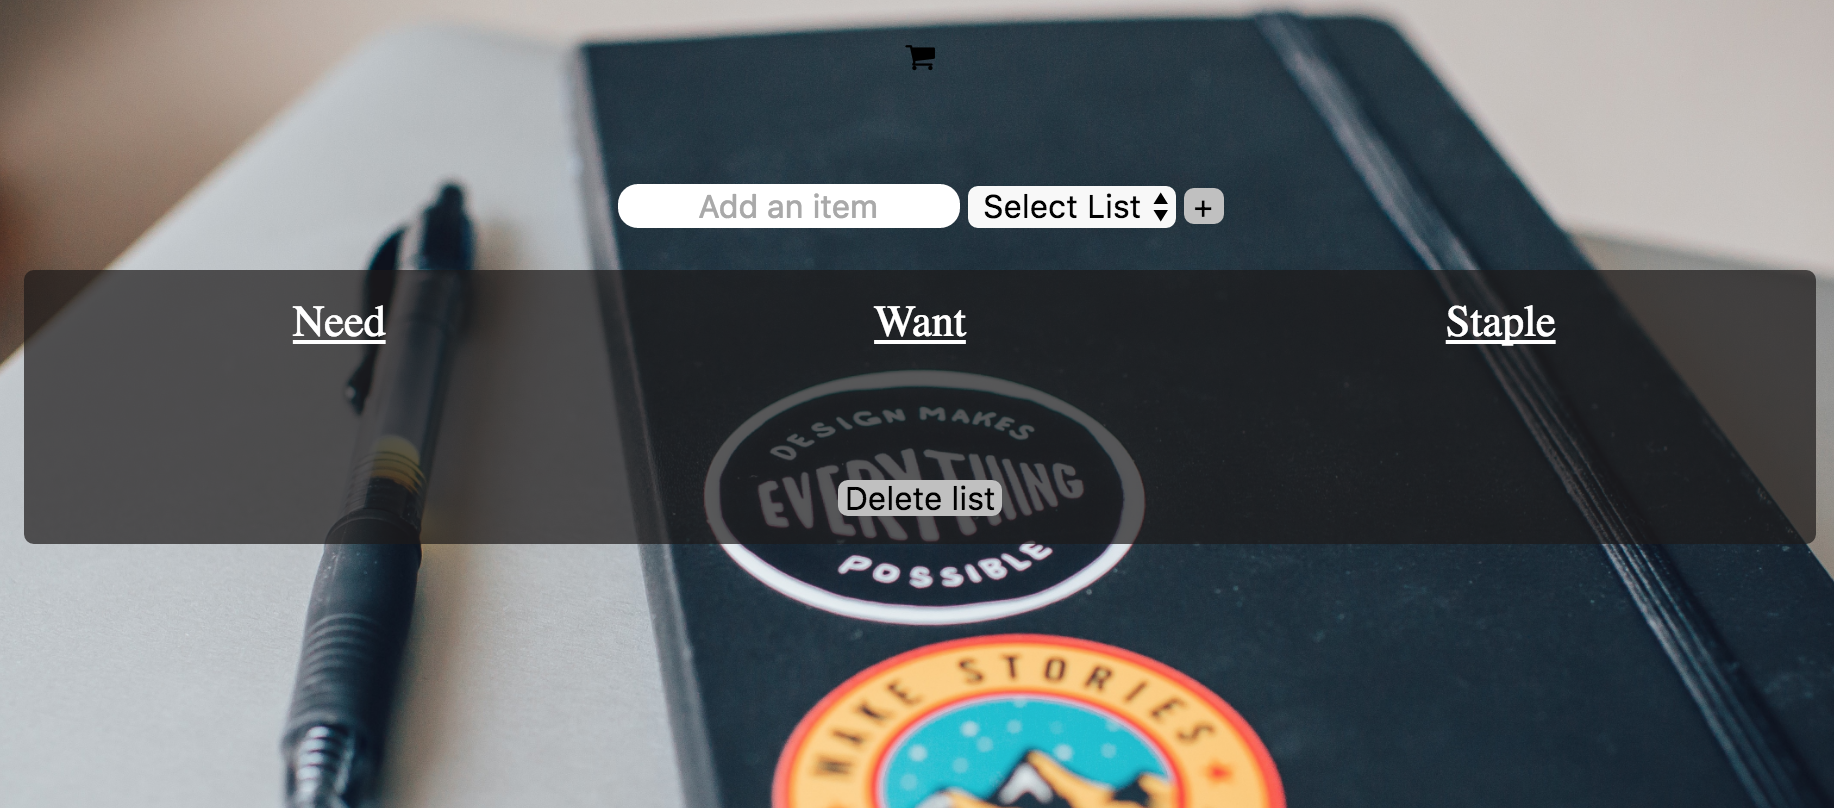 Add an item Select List +
Need Want Staple
DESIGN MAKES
EVERYTHING
Delete list
POSSIBLE
MAKE STORIES